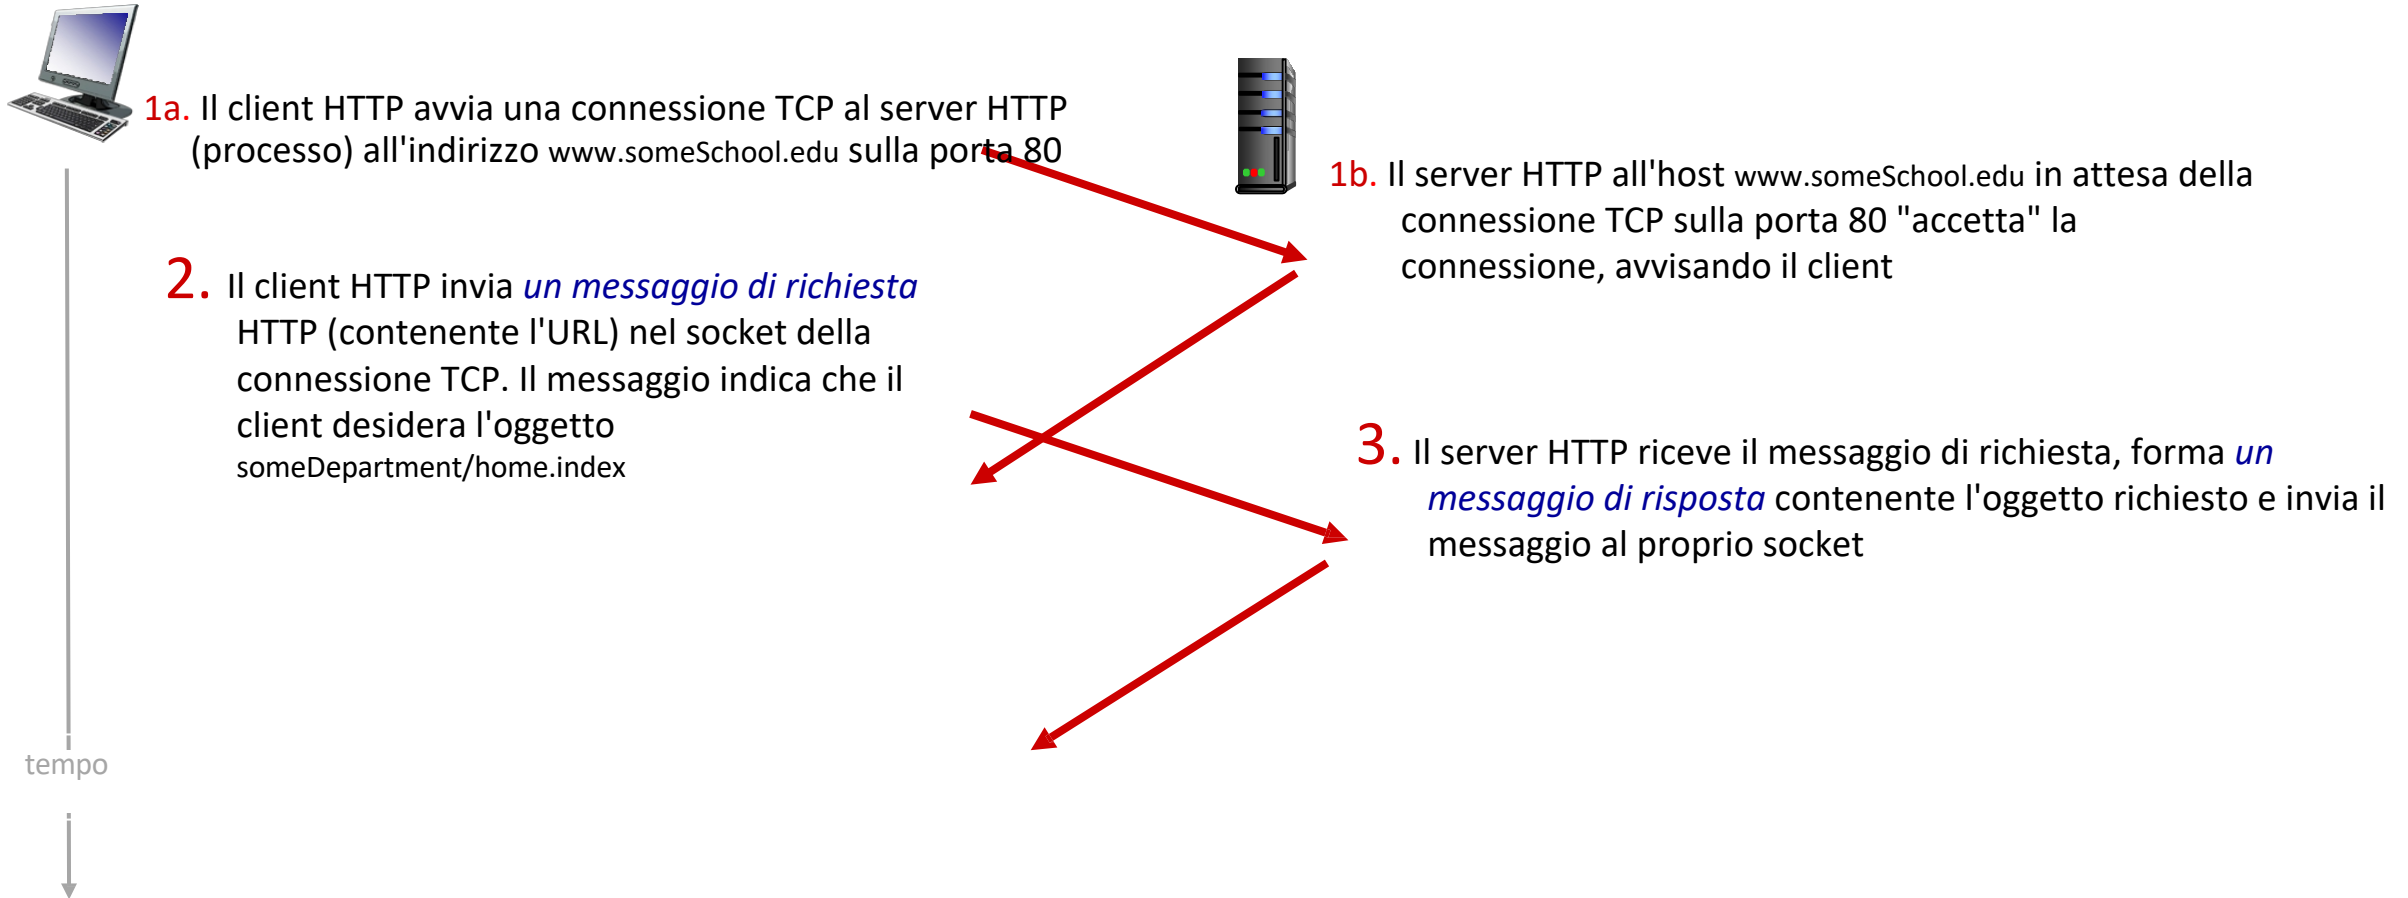 1a. Il client HTTP avvia una connessione TCP al server HTTP
(processo) all'indirizzo www.someSchool.edu sulla porta 80
1b. Il server HTTP all'host www.someSchool.edu in attesa della
connessione TCP sulla porta 80 "accetta" la
connessione, avvisando il client
2. Il client HTTP invia un messaggio di richiesta
HTTP (contenente l'URL) nel socket della
connessione TCP. Il messaggio indica che il
client desidera l'oggetto
someDepartment/home.index
3. Il server HTTP riceve il messaggio di richiesta, forma un
messaggio di risposta contenente l'oggetto richiesto e invia il
messaggio al proprio socket
tempo